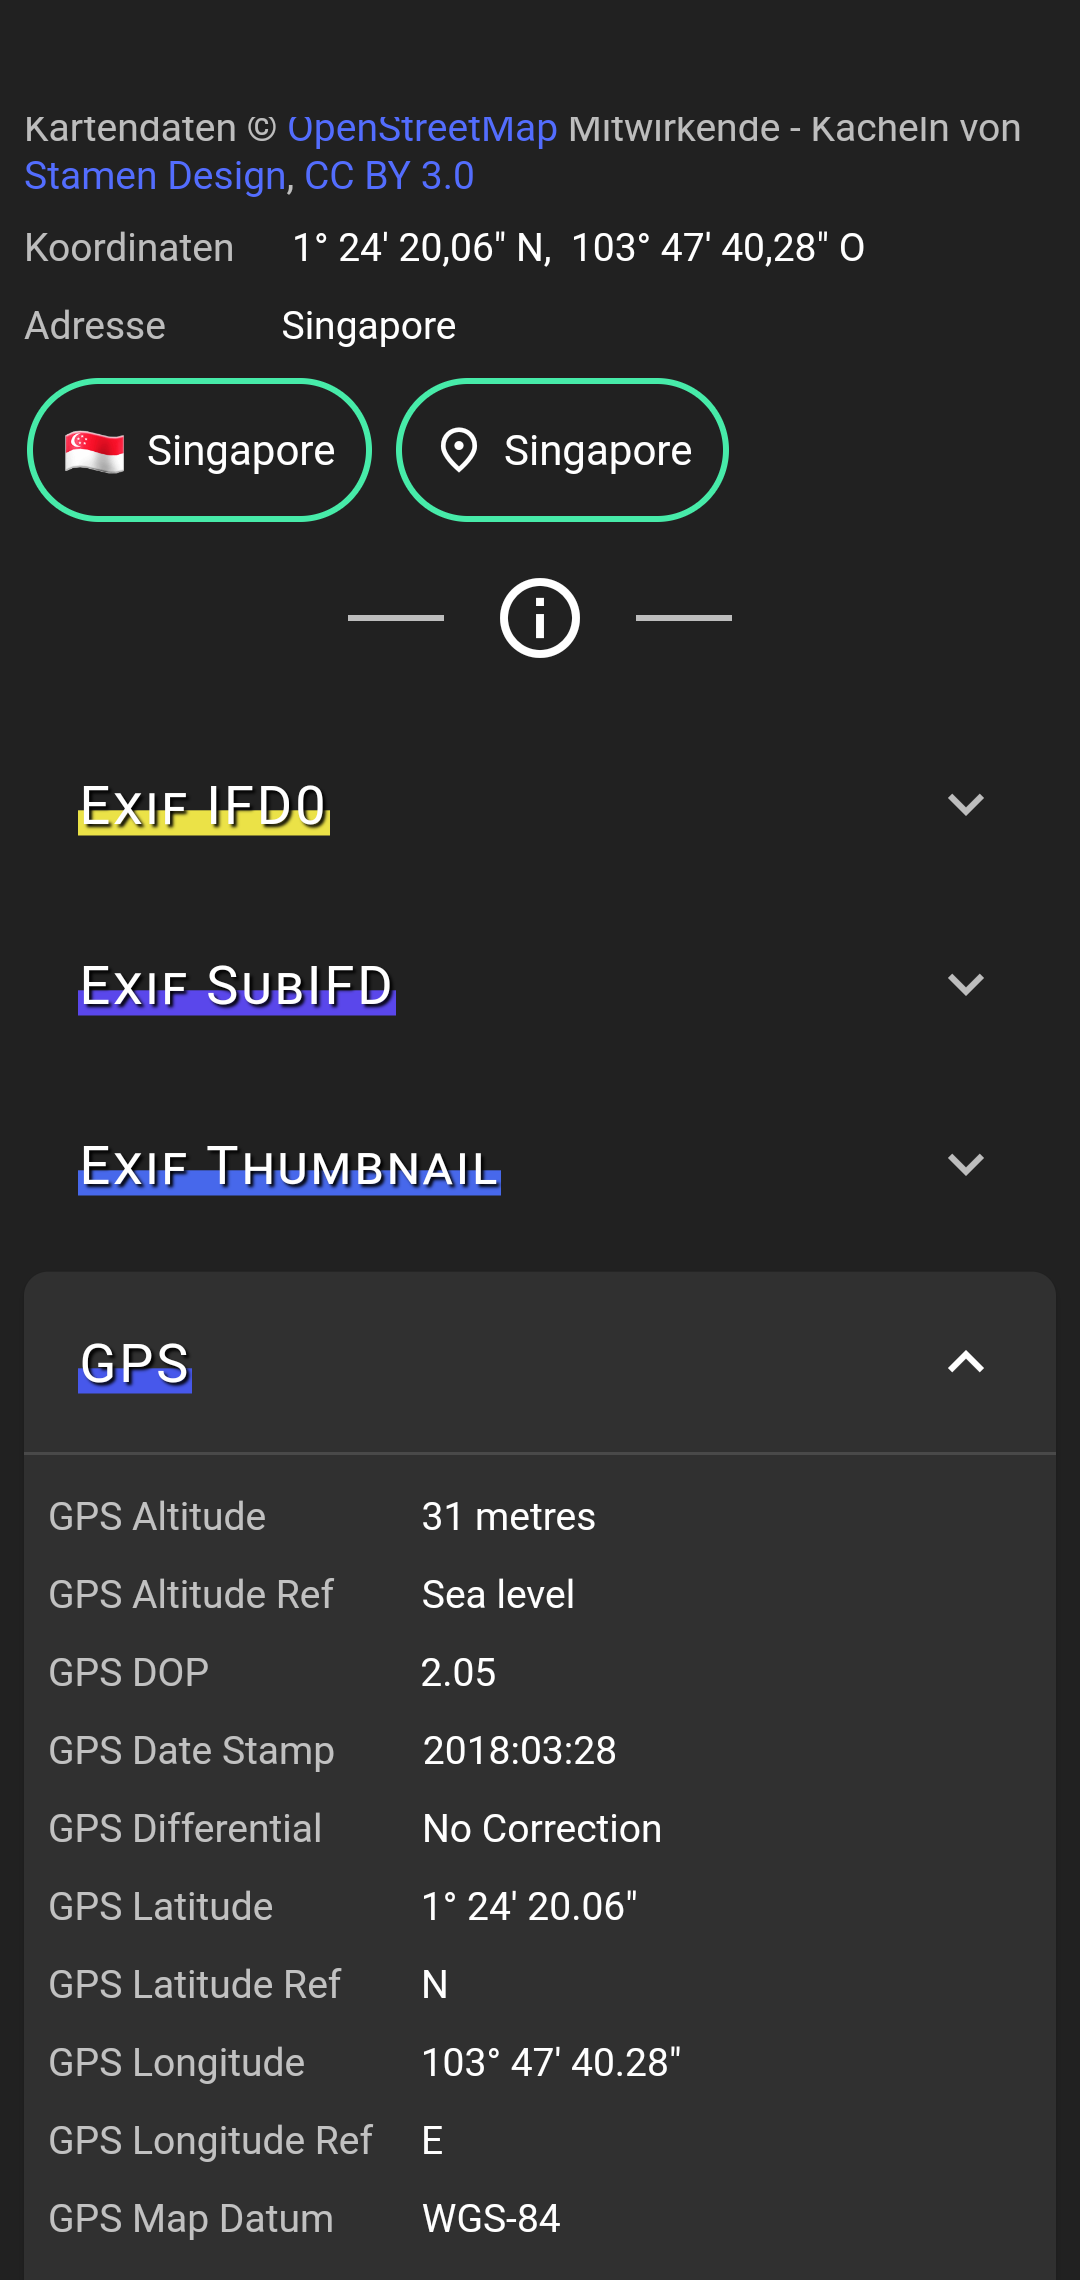 Kartendaten © OpenStreetMap Mitwirkende - Kacheln von
Stamen Design, CC BY 3.0
Koordinaten 1° 24' 20,06" N, 103° 47' 40,28" O
Adresse Singapore
Singapore Singapore
Exif IFD0
Exif SubIFD
Exif Thumbnail
GPS
GPS Altitude 31 metres
GPS Altitude Ref Sea level
GPS DOP 2.05
GPS Date Stamp 2018:03:28
GPS Differential No Correction
GPS Latitude 1° 24' 20.06"
GPS Latitude Ref N
GPS Longitude 103° 47' 40.28"
GPS Longitude Ref E
GPS Map Datum WGS-84